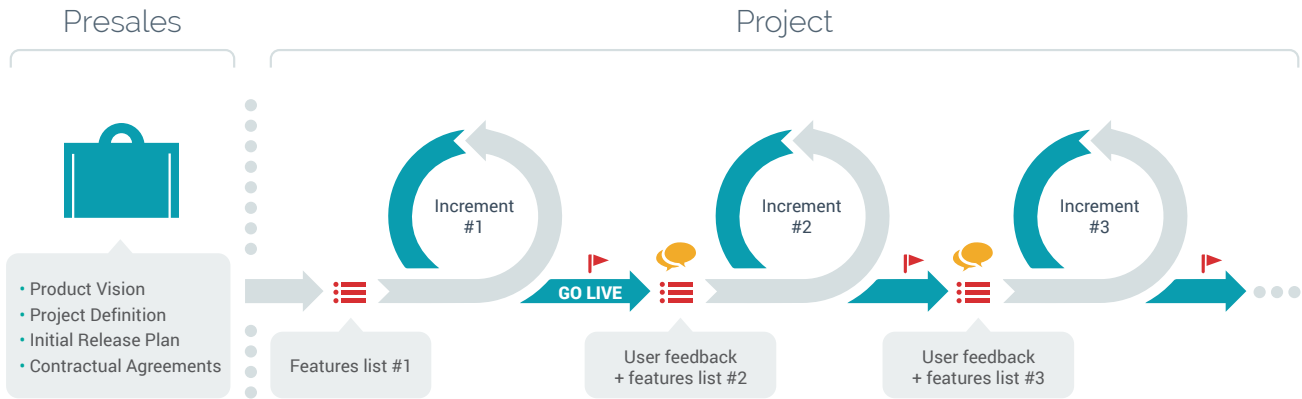 Presales
Project
Increment
#1
Increment
#2
Increment
#3
GO LIVE
• Product Vision
• Project Definition
• Initial Release Plan
• Contractual Agreements
Features list #1
User feedback
+ features list #2
User feedback
+ features list #3